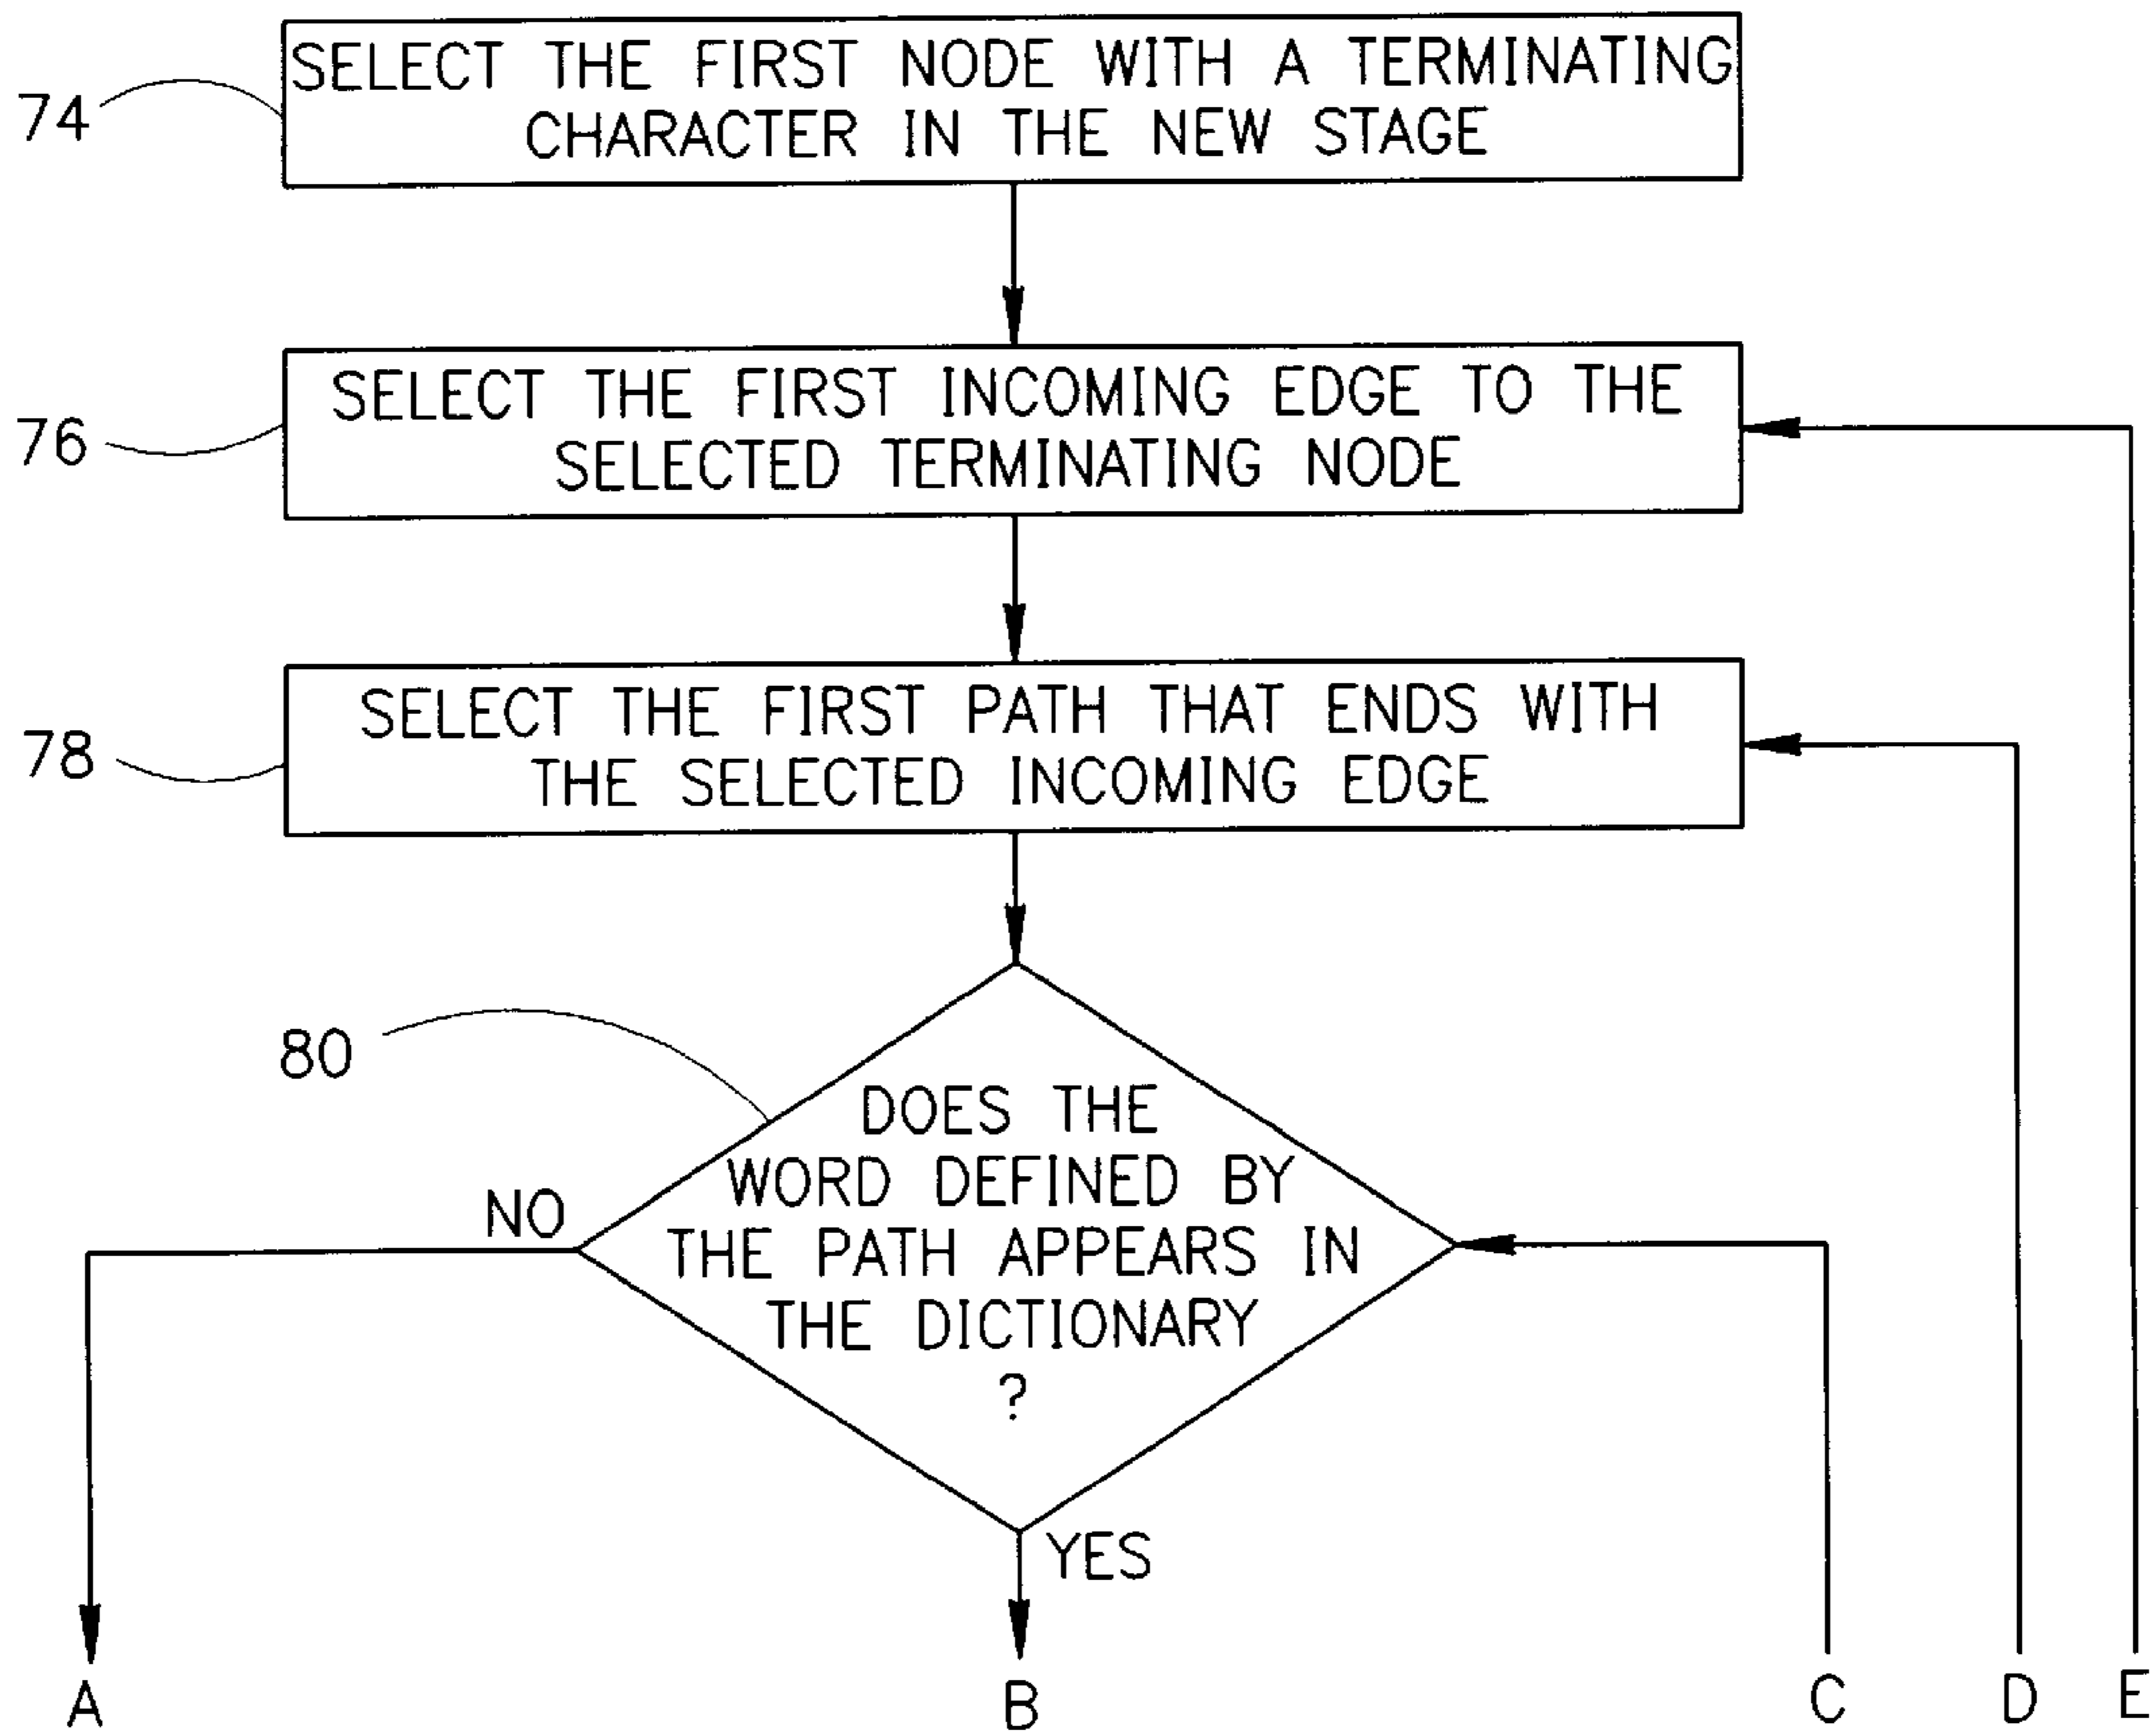 SELECT THE FIRST NODE WITH A TERMINATING
CHARACTER IN THE NEW STAGE
74
SELECT THE FIRST INCOMING EDGE TO THE
SELECTED TERMINATING NODE
76
SELECT THE FIRST PATH THAT ENDS WITH
THE SELECTED INCOMING EDGE
78
80
DOES THE
WORD DEFINED BY
THE PATH APPEARS IN
THE DICTIONARY
?
NO
YES
A
B
C
D
E